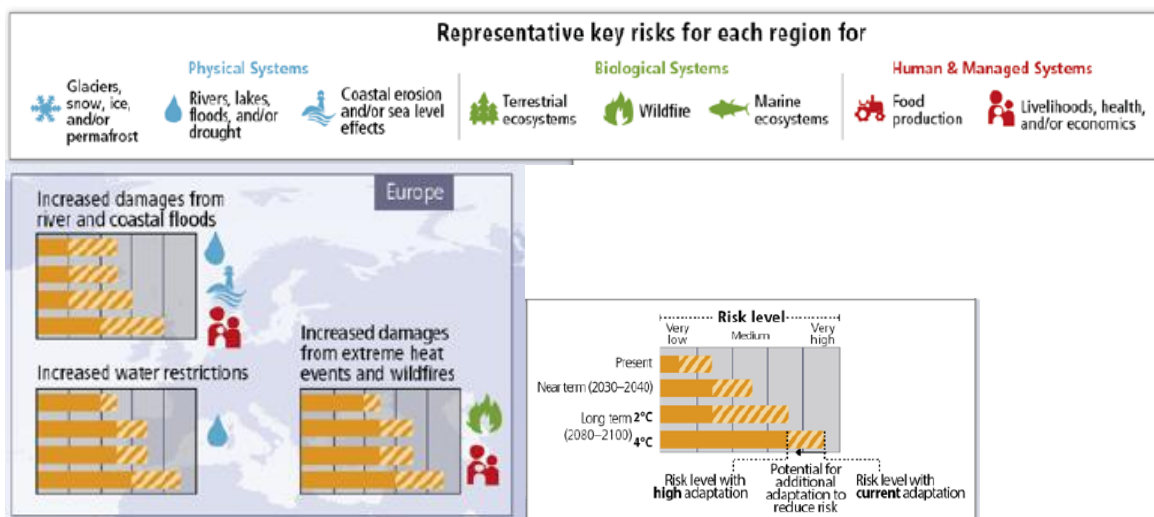 Representative key risks for each region for
Physical Systems
Glaciers,
snow, ice,
and/or
permafrost
Rivers, lakes,
floods, and/or
drought
Coastal erosion
and/or sea level
effects
Biological Systems
Terrestrial
ecosystems
Wildfire
Marine
ecosystems
Human & Managed Systems
Food
production
Livelihoods, health,
and/or economics
Europe
Increased damages from
river and coastal floods
Increased water restrictions
Increased damages
from extreme heat
events and wildfires
Risk level
Very
low
Medium
Very
high
Present
Near term (2030–2040)
Long term 2°C
(2080–2100) 4°C
Risk level with
high adaptation
Potential for
additional
adaptation to
reduce risk
Risk level with
current adaptation